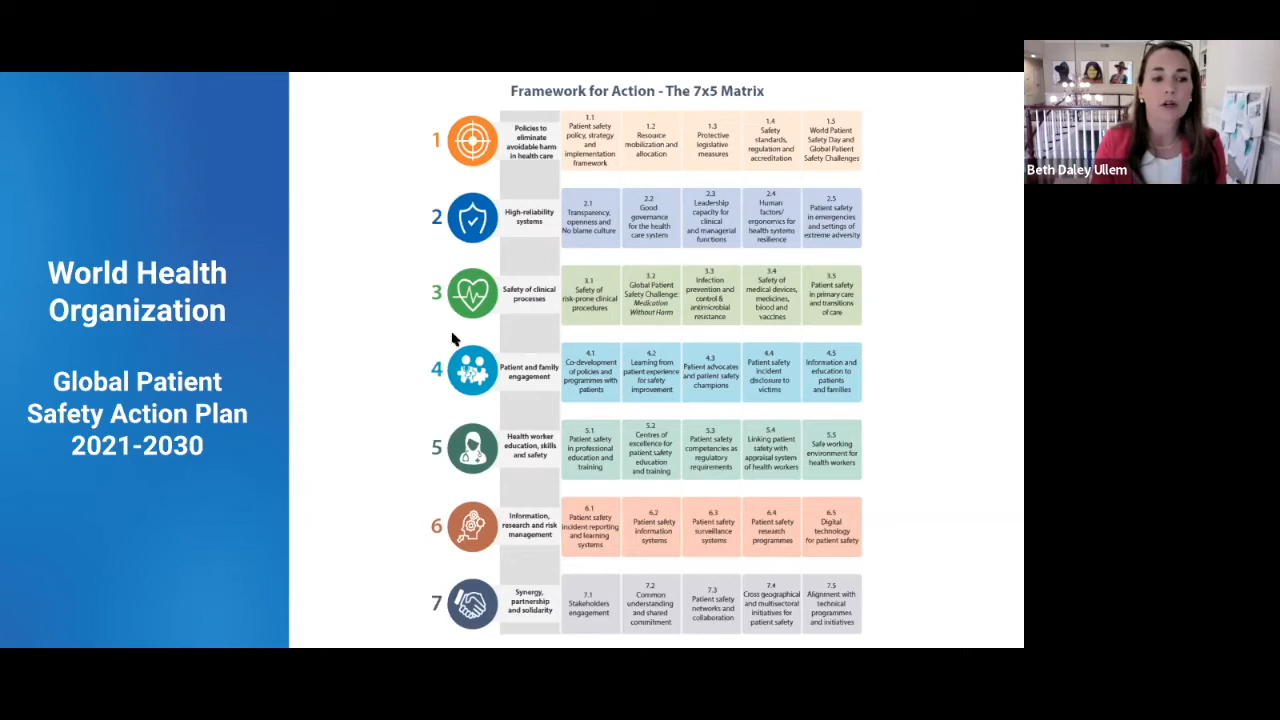 World Health
Organization
Global Patient
Safety Action Plan
2021-2030
Framework for Action - The 7x5 Matrix
1
Policies to
eliminate
avoidable harm
in health care
1.1
Patient safety
policy, strategy
and
implementation
framework
1.2
Resource
mobilization and
allocation
1.3
Protective
legislative
measures
1.4
Safety
standards,
regulation and
accreditation
1.5
World Patient
Safety Day and
Global Patient
Safety Challenges
2
High-reliability
systems
2.1
Transparency,
openness and
No blame culture
2.2
Good
governance
for the health
care system
2.3
Leadership
capacity for
clinical
and managerial
functions
2.4
Human
factors/
ergonomics for
health systems
resilience
2.5
Patient safety
in emergencies
and settings of
extreme adversity
3
Safety of clinical
processes
3.1
Safety of
risk-prone clinical
procedures
3.2
Global Patient
Safety Challenge:
Medication
Without Harm
3.3
Infection
prevention and
control &
antimicrobial
resistance
3.4
Safety of
medical devices,
medicines,
blood and
vaccines
3.5
Patient safety
in primary care
and transitions
of care
4
Patient and family
engagement
4.1
Co-development
of policies and
programmes with
patients
4.2
Learning from
patient experience
for safety
improvement
4.3
Patient advocates
and patient safety
champions
4.4
Patient safety
incident
disclosure to
victims
4.5
Information and
education to
patients
and families
5
Health worker
education, skills
and safety
5.1
Patient safety
in professional
education and
training
5.2
Centres of
excellence for
patient safety
education
and training
5.3
Patient safety
competencies as
regulatory
requirements
5.4
Linking patient
safety with
appraisal system
of health workers
5.5
Safe working
environment for
health workers
6
Information,
research and risk
management
6.1
Patient safety
incident reporting
and learning
systems
6.2
Patient safety
information
systems
6.3
Patient safety
surveillance
systems
6.4
Patient safety
research
programmes
6.5
Digital
technology
for patient safety
7
Synergy,
partnership
and solidarity
7.1
Stakeholders
engagement
7.2
Common
understanding
and shared
commitment
7.3
Patient safety
networks and
collaboration
7.4
Cross geographical
and multisectoral
initiatives for
patient safety
7.5
Alignment with
technical
programmes
and initiatives
Beth Daley Ullem